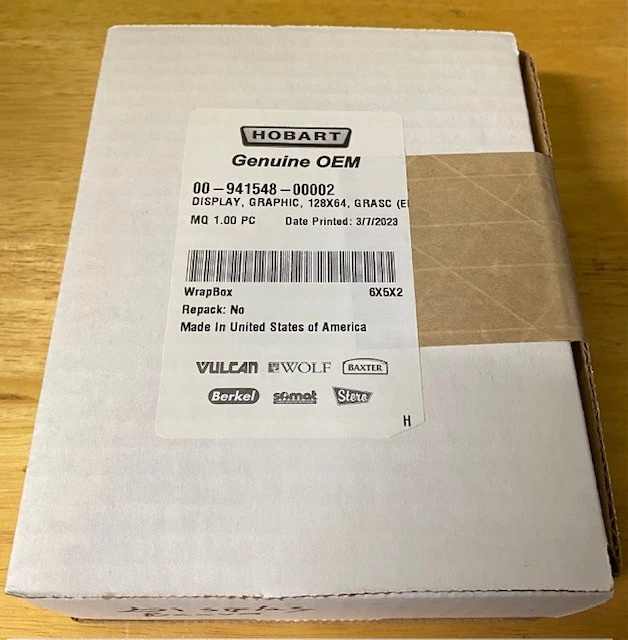 HOBART
Genuine OEM
00-941548-00002
DISPLAY, GRAPHIC, 128X64, GRASC (E
MQ 1.00 PC Date Printed: 3/7/2023
WrapBox 6X5X2
Repack: No
Made In United States of America
VULCAN WOLF BAXTER
Berkel somat Stero
H